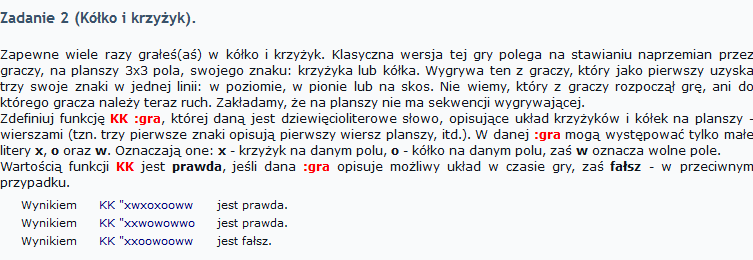 Zadanie 2 (Kółko i krzyżyk).
Zapewne wiele razy grałeś(aś) w kółko i krzyżyk. Klasyczna wersja tej gry polega na stawianiu naprzemian przez
graczy, na planszy 3x3 pola, swojego znaku: krzyżyka lub kółka. Wygrywa ten z graczy, który jako pierwszy uzyska
trzy swoje znaki w jednej linii: w poziomie, w pionie lub na skos. Nie wiemy, który z graczy rozpoczął grę, ani do
którego gracza należy teraz ruch. Zakładamy, że na planszy nie ma sekwencji wygrywającej.
Zdefiniuj funkcję KK :gra, której daną jest dziewięcioliterowe słowo, opisujące układ krzyżyków i kółek na planszy -
wierszami (tzn. trzy pierwsze znaki opisują pierwszy wiersz planszy, itd.). W danej :gra mogą występować tylko małe
litery x, o oraz w. Oznaczają one: x - krzyżyk na danym polu, o - kółko na danym polu, zaś w oznacza wolne pole.
Wartością funkcji KK jest prawda, jeśli dana :gra opisuje możliwy układ w czasie gry, zaś fałsz - w przeciwnym
przypadku.
Wynikiem KK "xwxoxooww jest prawda.
Wynikiem KK "xxwowowwo jest prawda.
Wynikiem KK "xxoowooww jest fałsz.